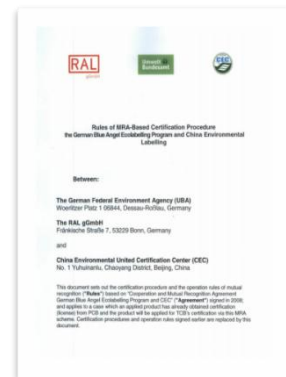 RAL
gGmbH
Umwelt
Bundesamt
CEC
Rules of MRA-Based Certification Procedure
the German Blue Angel Ecolabelling Program and China Environmental
Labelling
Between:
The German Federal Environment Agency (UBA)
Woerlitzer Platz 1 06844, Dessau-Roßlau, Germany
The RAL gGmbH
Fränkische Straße 7, 53229 Bonn, Germany
and
China Environmental United Certification Center (CEC)
No. 1 Yuhuinanlu, Chaoyang District, Beijing, China
This document sets out the certification procedure and the operation rules of mutual
recognition ("Rules") based on "Cooperation and Mutual Recognition Agreement
German Blue Angel Ecolabelling Program and CEC" ("Agreement") signed in 2008;
and applies to a case which an applied product has already obtained certification
(license) from PCB and the product will be applied for TCB's certification via this MRA
scheme. Certification procedures and operation rules signed earlier are replaced by this
document.